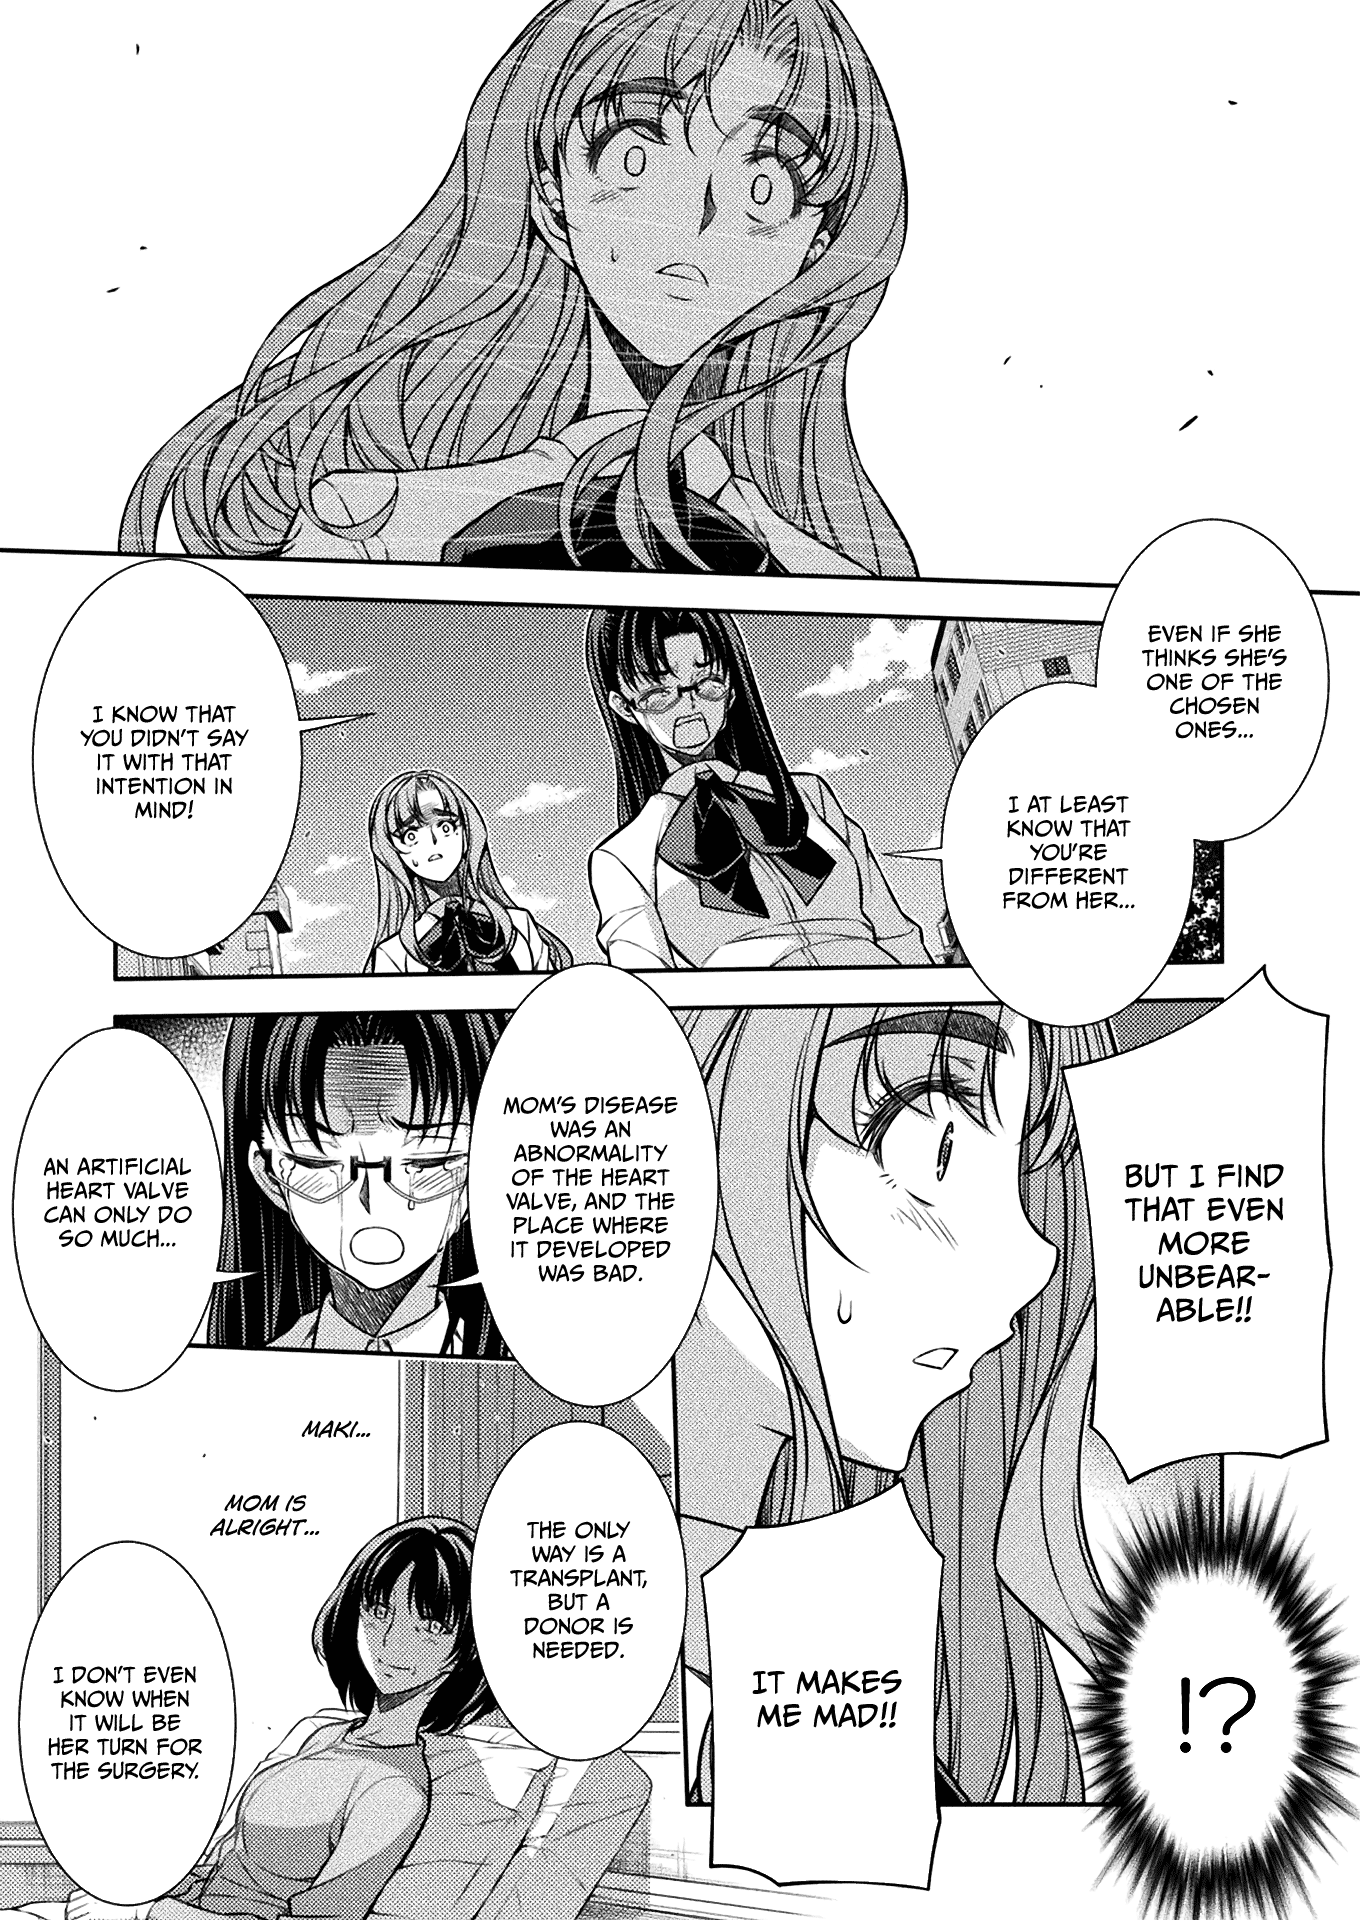 EVEN IF SHE
THINKS SHE'S
ONE OF THE
CHOSEN
ONES...
I AT LEAST
KNOW THAT
YOU'RE
DIFFERENT
FROM HER...
I KNOW THAT
YOU DIDN'T SAY
IT WITH THAT
INTENTION IN
MIND!
BUT I FIND
THAT EVEN
MORE
UNBEAR-
ABLE!!
!?
IT MAKES
ME MAD!!
MOM'S DISEASE
WAS AN
ABNORMALITY
OF THE HEART
VALVE, AND THE
PLACE WHERE
IT DEVELOPED
WAS BAD.
AN ARTIFICIAL
HEART VALVE
CAN ONLY DO
SO MUCH...
THE ONLY
WAY IS A
TRANSPLANT,
BUT A
DONOR IS
NEEDED.
MAKI...
MOM IS
ALRIGHT...
I DON'T EVEN
KNOW WHEN
IT WILL BE
HER TURN FOR
THE SURGERY.